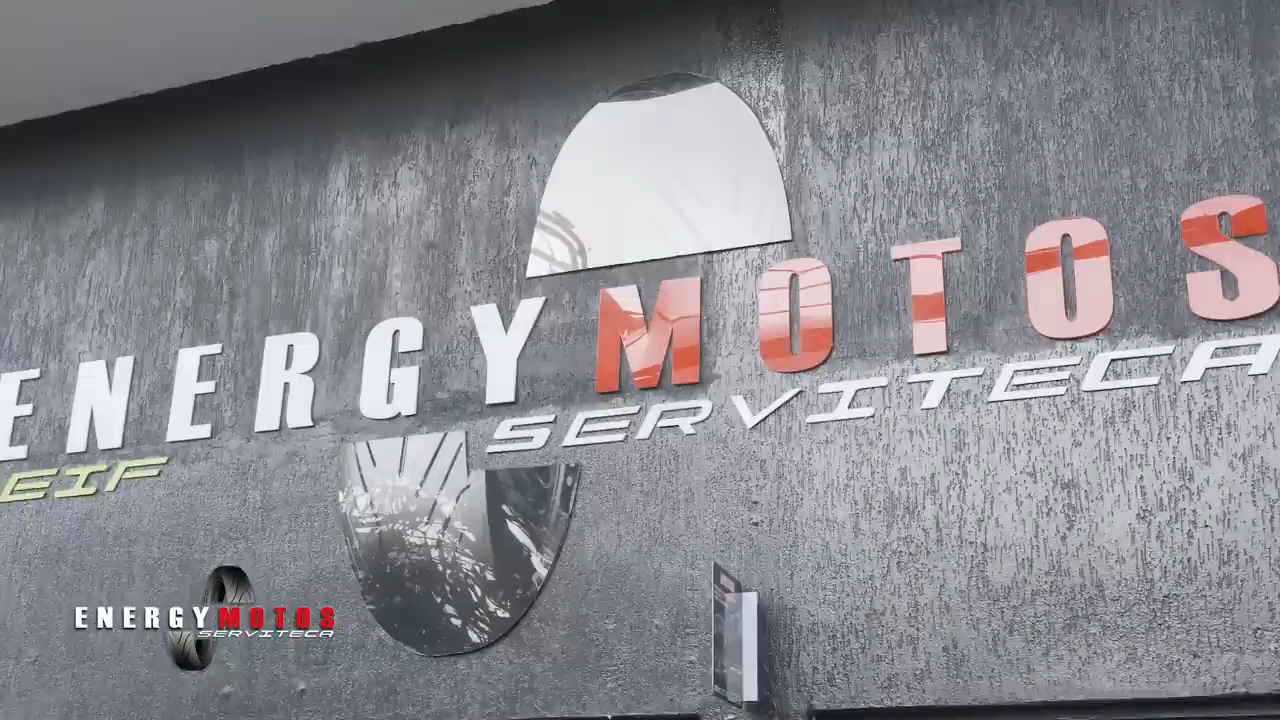 ENERGYMOTOS
SERVITECA
EIF
ENERGYMOTOS
SERVITECA